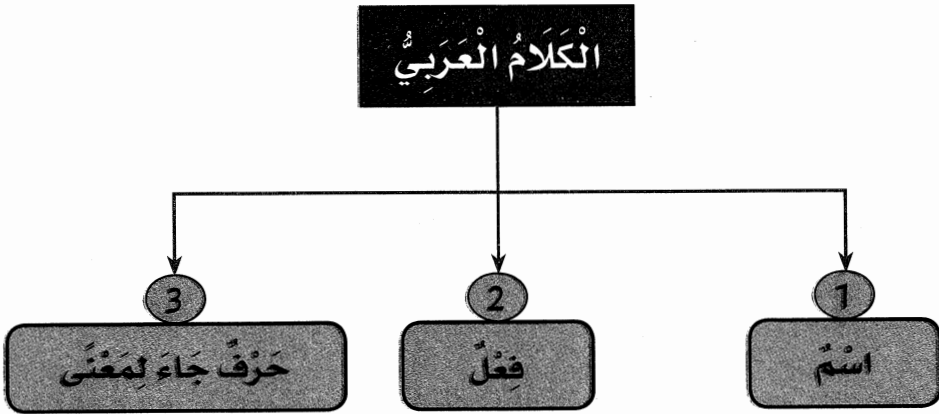 الْكَلَامُ الْعَرَبِيُّ
1
اسْمٌ
2
فِعْلٌ
3
حَرْفٌ جَاءَ لِمَعْنًى